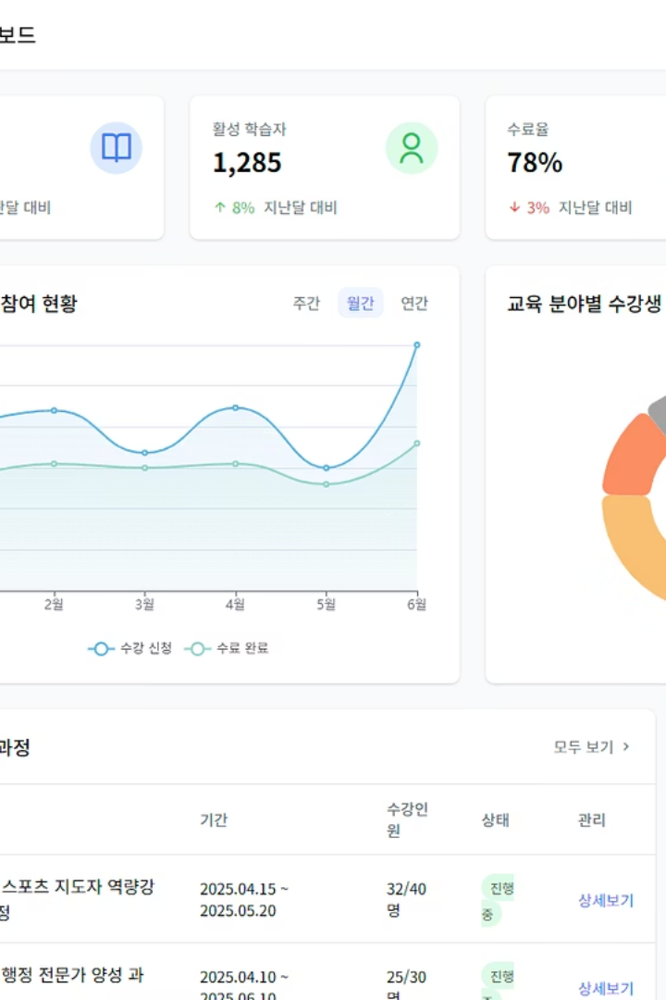 보드
활성 학습자
수료율
1,285
78%
난달 대비
8% 지난달 대비
3% 지난달 대비
참여 현황
주간 월간 연간
교육 분야별 수강생
2월 3월 4월 5월 6월
수강 신청 수료 완료
과정
모두 보기
기간
수강인
원
상태
관리
스포츠 지도자 역량강
정
2025.04.15 ~
2025.05.20
32/40
명
진행
중
상세보기
행정 전문가 양성 과
2025.04.10 ~
2025.06.10
25/30
명
진행
중
상세보기